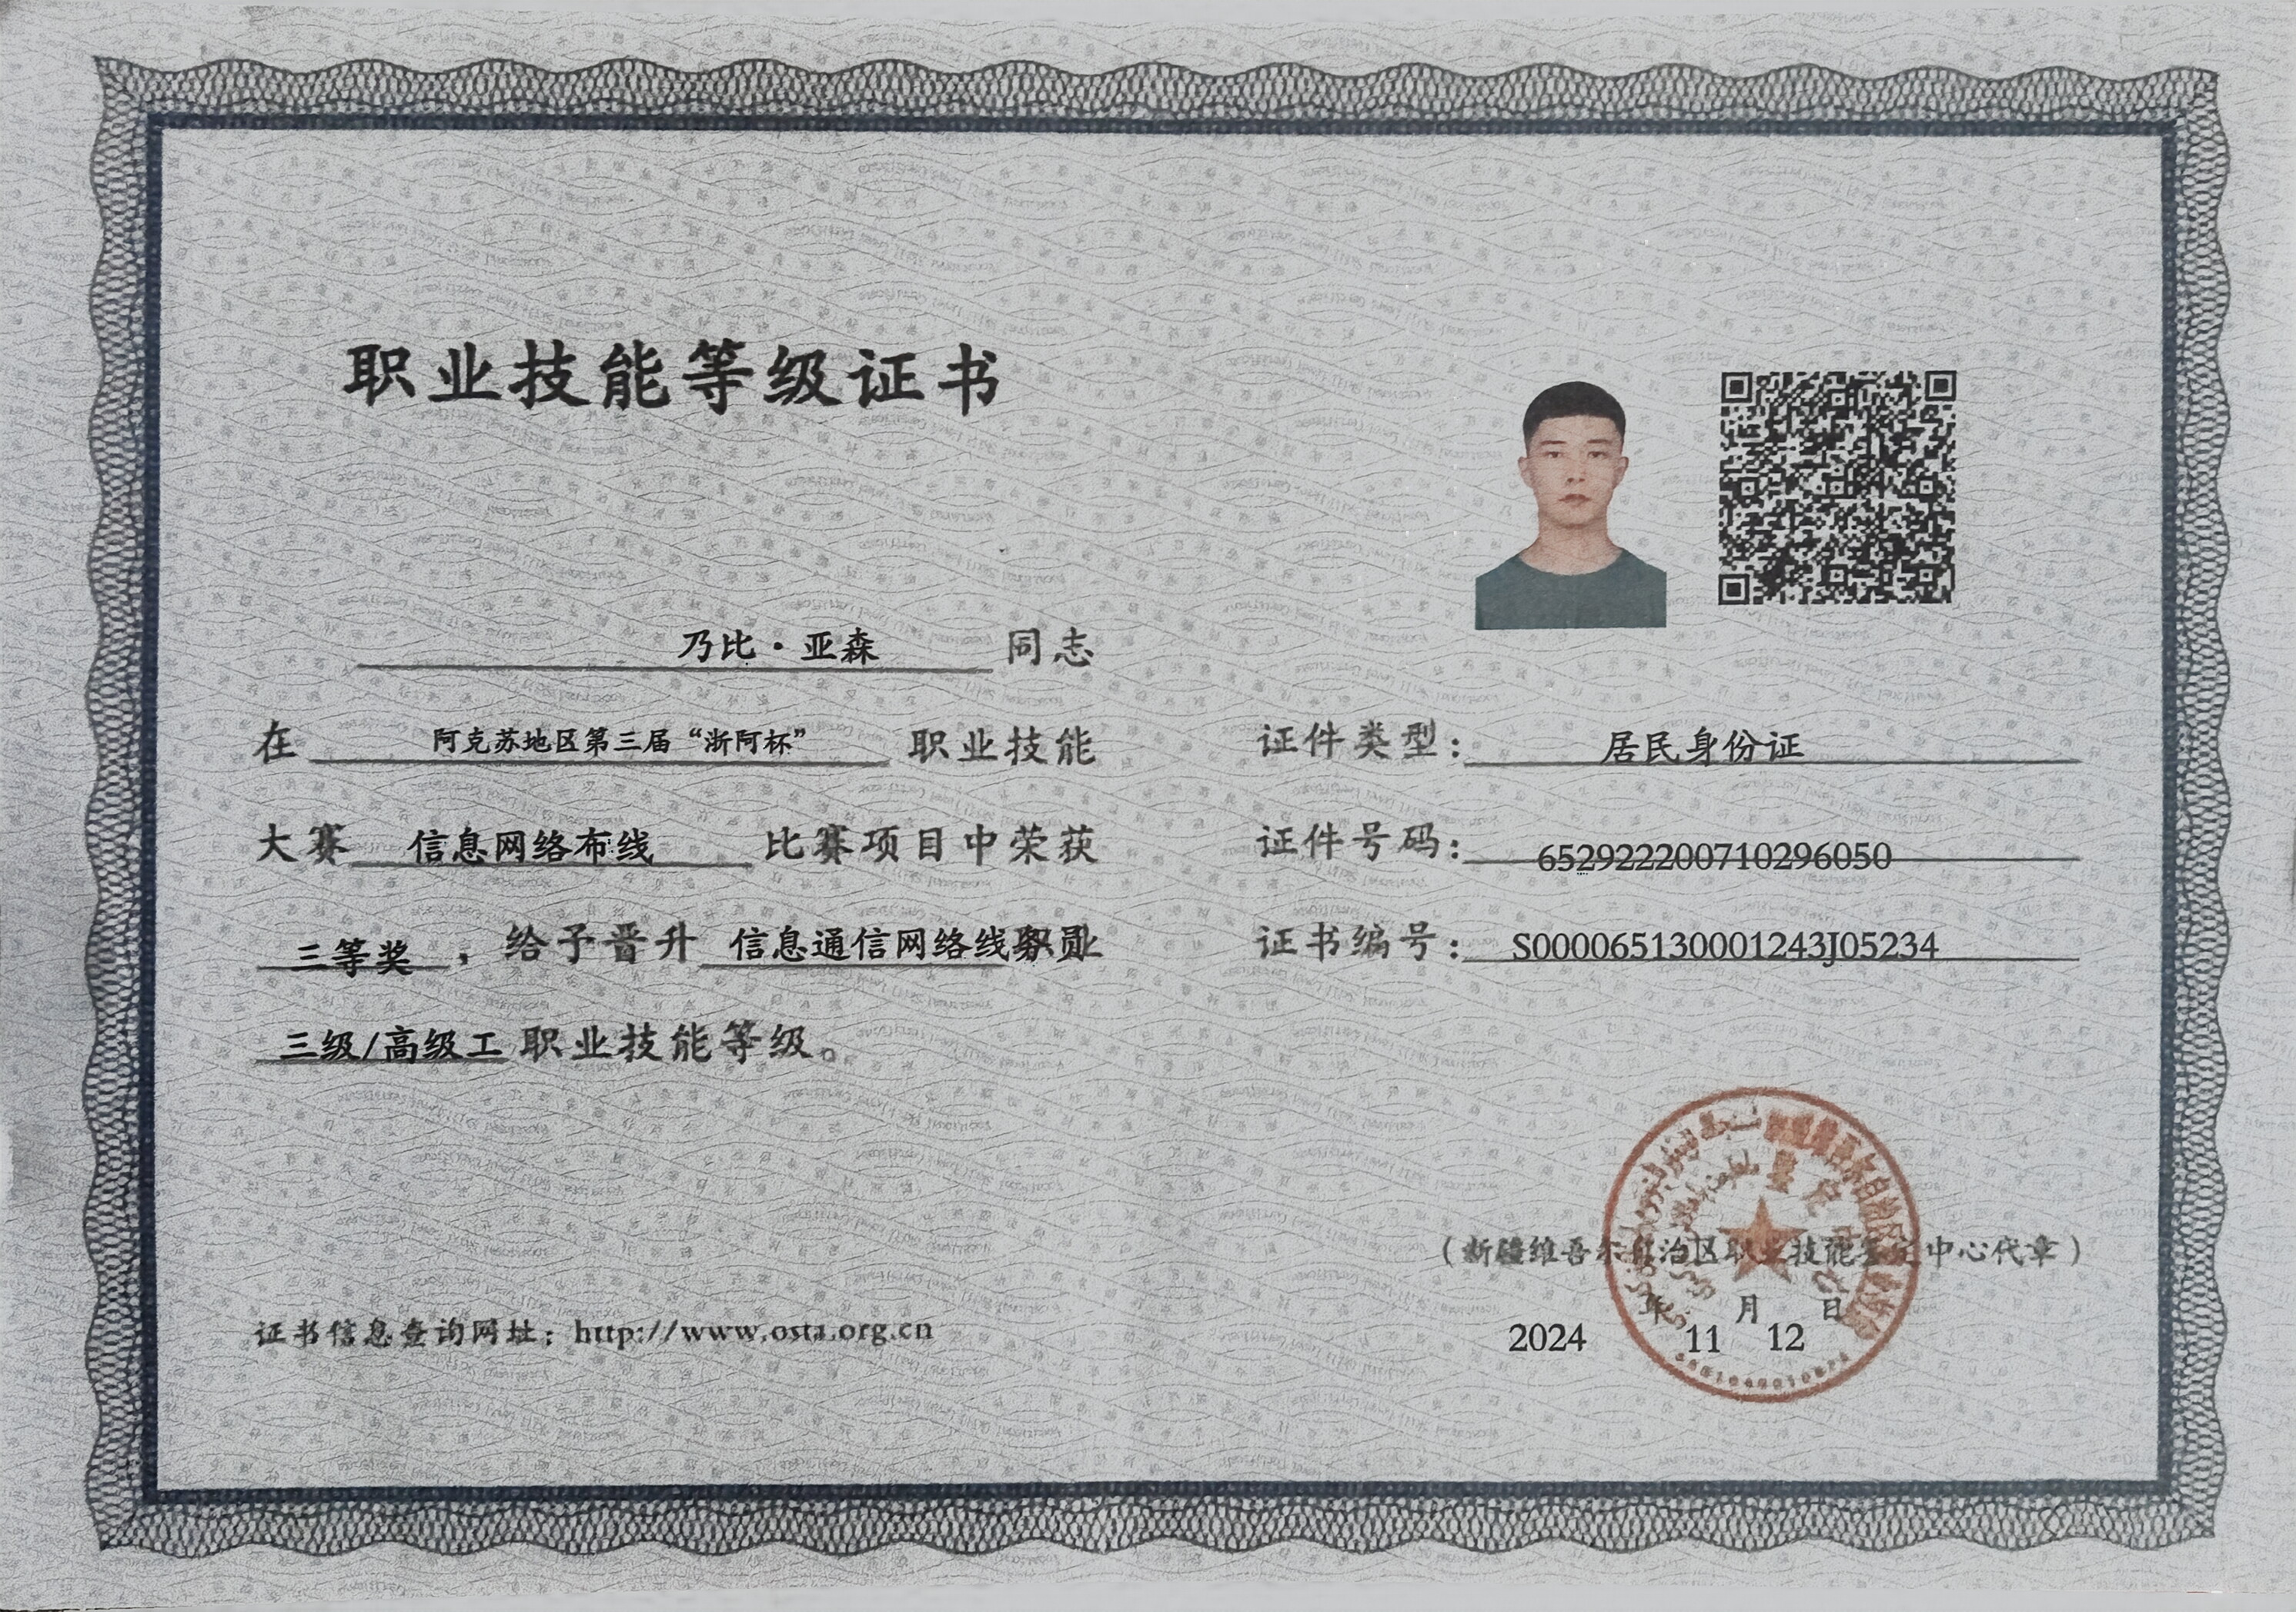 职业技能等级证书
乃比·亚森 同志
在 阿克苏地区第三届“浙阿杯” 职业技能
大赛 信息网络布线 比赛项目中荣获
三等奖 ，给予晋升 信息通信网络线务员职业
三级/高级工 职业技能等级。
证书信息查询网址：http://www.osta.org.cn
证件类型： 居民身份证
证件号码： 652922200710296050
证书编号： S000065130001243J05234
（新疆维吾尔自治区职业技能鉴定中心代章）
2024 年 11 月 12 日